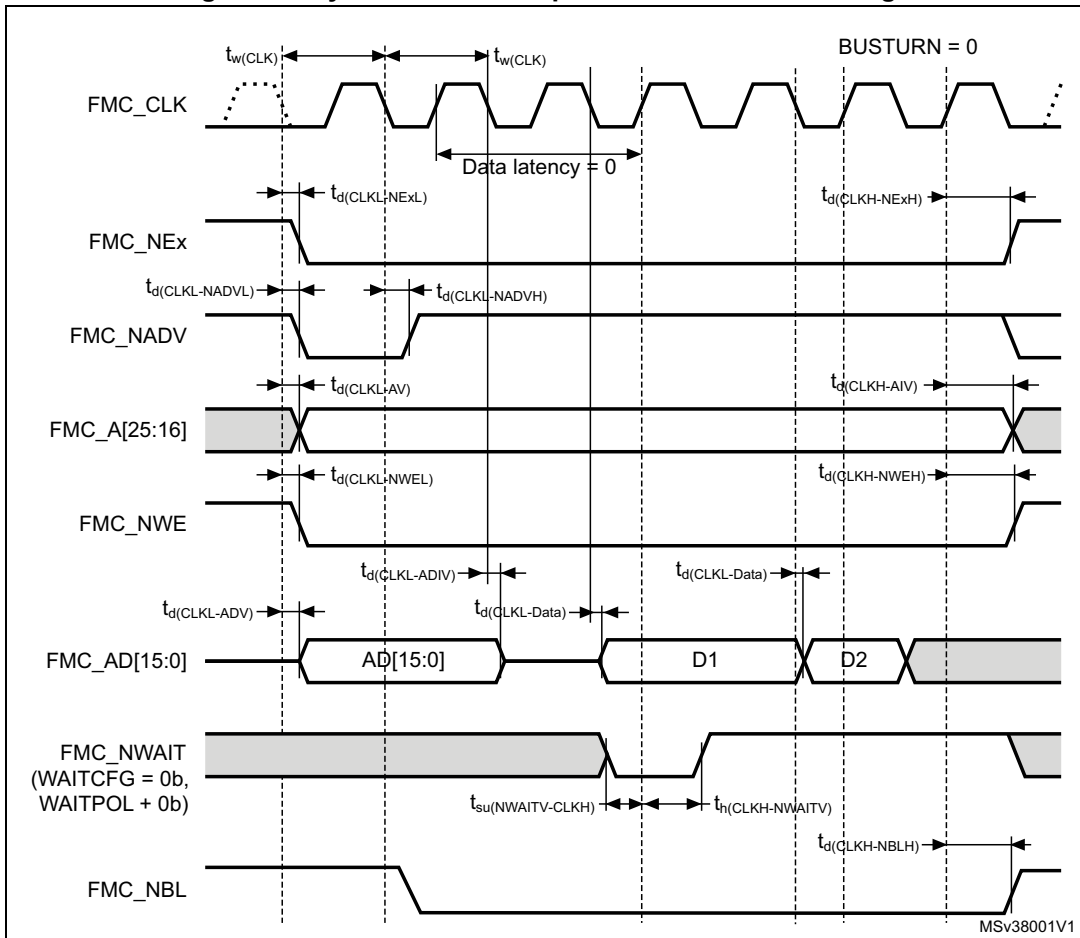 BUSTURN = 0
tw(CLK)
tw(CLK)
FMC_CLK
Data latency = 0
td(CLKL-NExL)
td(CLKH-NExH)
FMC_NEx
td(CLKL-NADVL)
td(CLKL-NADVH)
FMC_NADV
td(CLKL-AV)
td(CLKH-AIV)
FMC_A[25:16]
td(CLKL-NWEL)
td(CLKH-NWEH)
FMC_NWE
td(CLKL-ADIV)
td(CLKL-Data)
td(CLKL-ADV)
td(CLKL-Data)
FMC_AD[15:0]
AD[15:0]
D1
D2
FMC_NWAIT
(WAITCFG = 0b,
WAITPOL + 0b)
tsu(NWAITV-CLKH)
th(CLKH-NWAITV)
td(CLKH-NBLH)
FMC_NBL
MSv38001V1